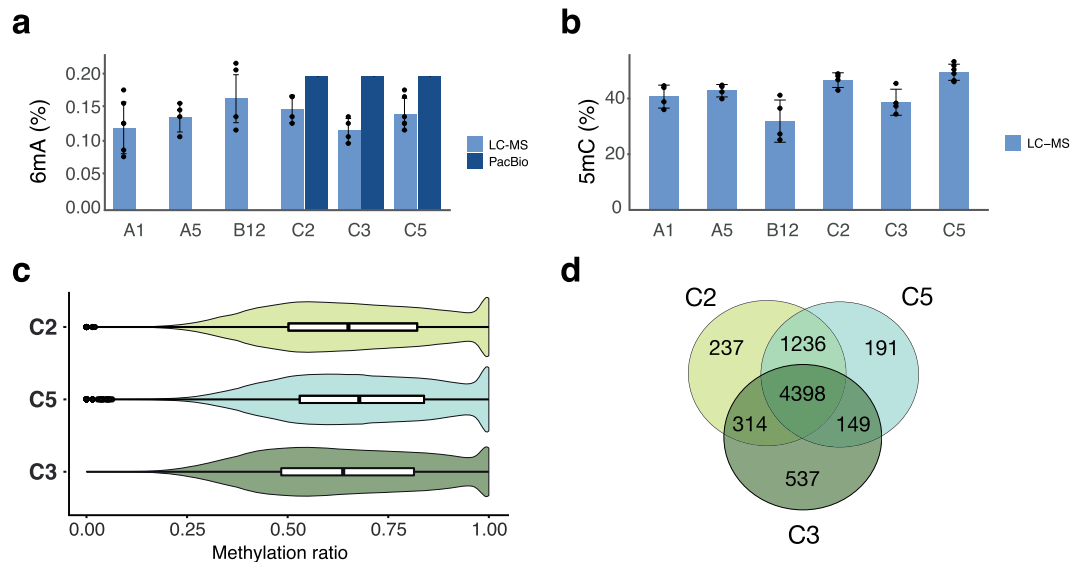 a
6mA (%)
0.20
0.15
0.10
0.05
0.00
A1 A5 B12 C2 C3 C5
LC-MS
PacBio
b
5mC (%)
40
20
0
A1 A5 B12 C2 C3 C5
LC−MS
c
C2
C5
C3
0.00 0.25 0.50 0.75 1.00
Methylation ratio
d
C2 C5
237 1236 191
4398
314 149
537
C3